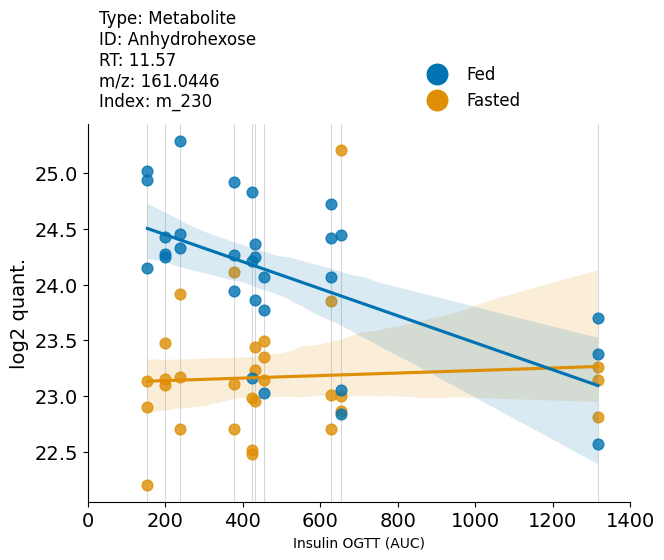 Type: Metabolite
ID: Anhydrohexose
RT: 11.57
m/z: 161.0446
Index: m_230
Fed
Fasted
25.0
24.5
24.0
23.5
23.0
22.5
log2 quant.
0 200 400 600 800 1000 1200 1400
Insulin OGTT (AUC)